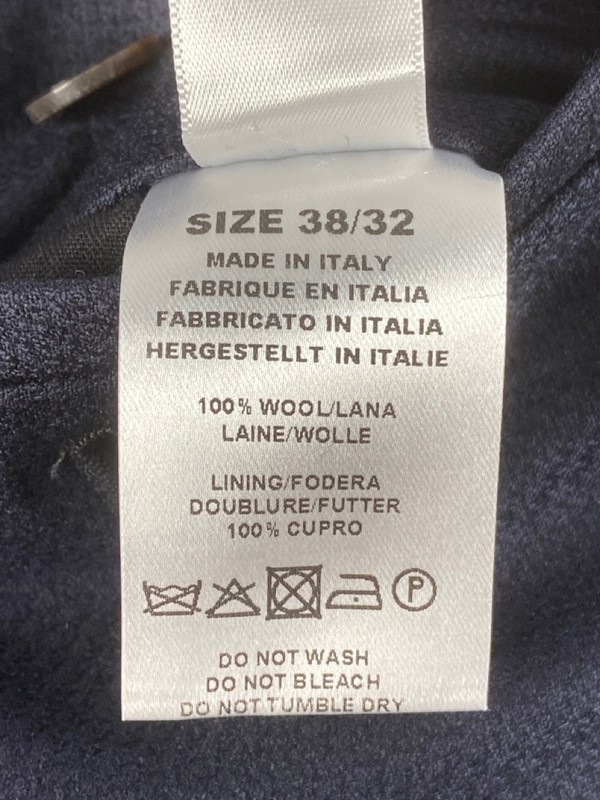 SIZE 38/32
MADE IN ITALY
FABRIQUE EN ITALIA
FABBRICATO IN ITALIA
HERGESTELLT IN ITALIE
100% WOOL/LANA
LAINE/WOLLE
LINING/FODERA
DOUBLURE/FUTTER
100% CUPRO
P
DO NOT WASH
DO NOT BLEACH
DO NOT TUMBLE DRY